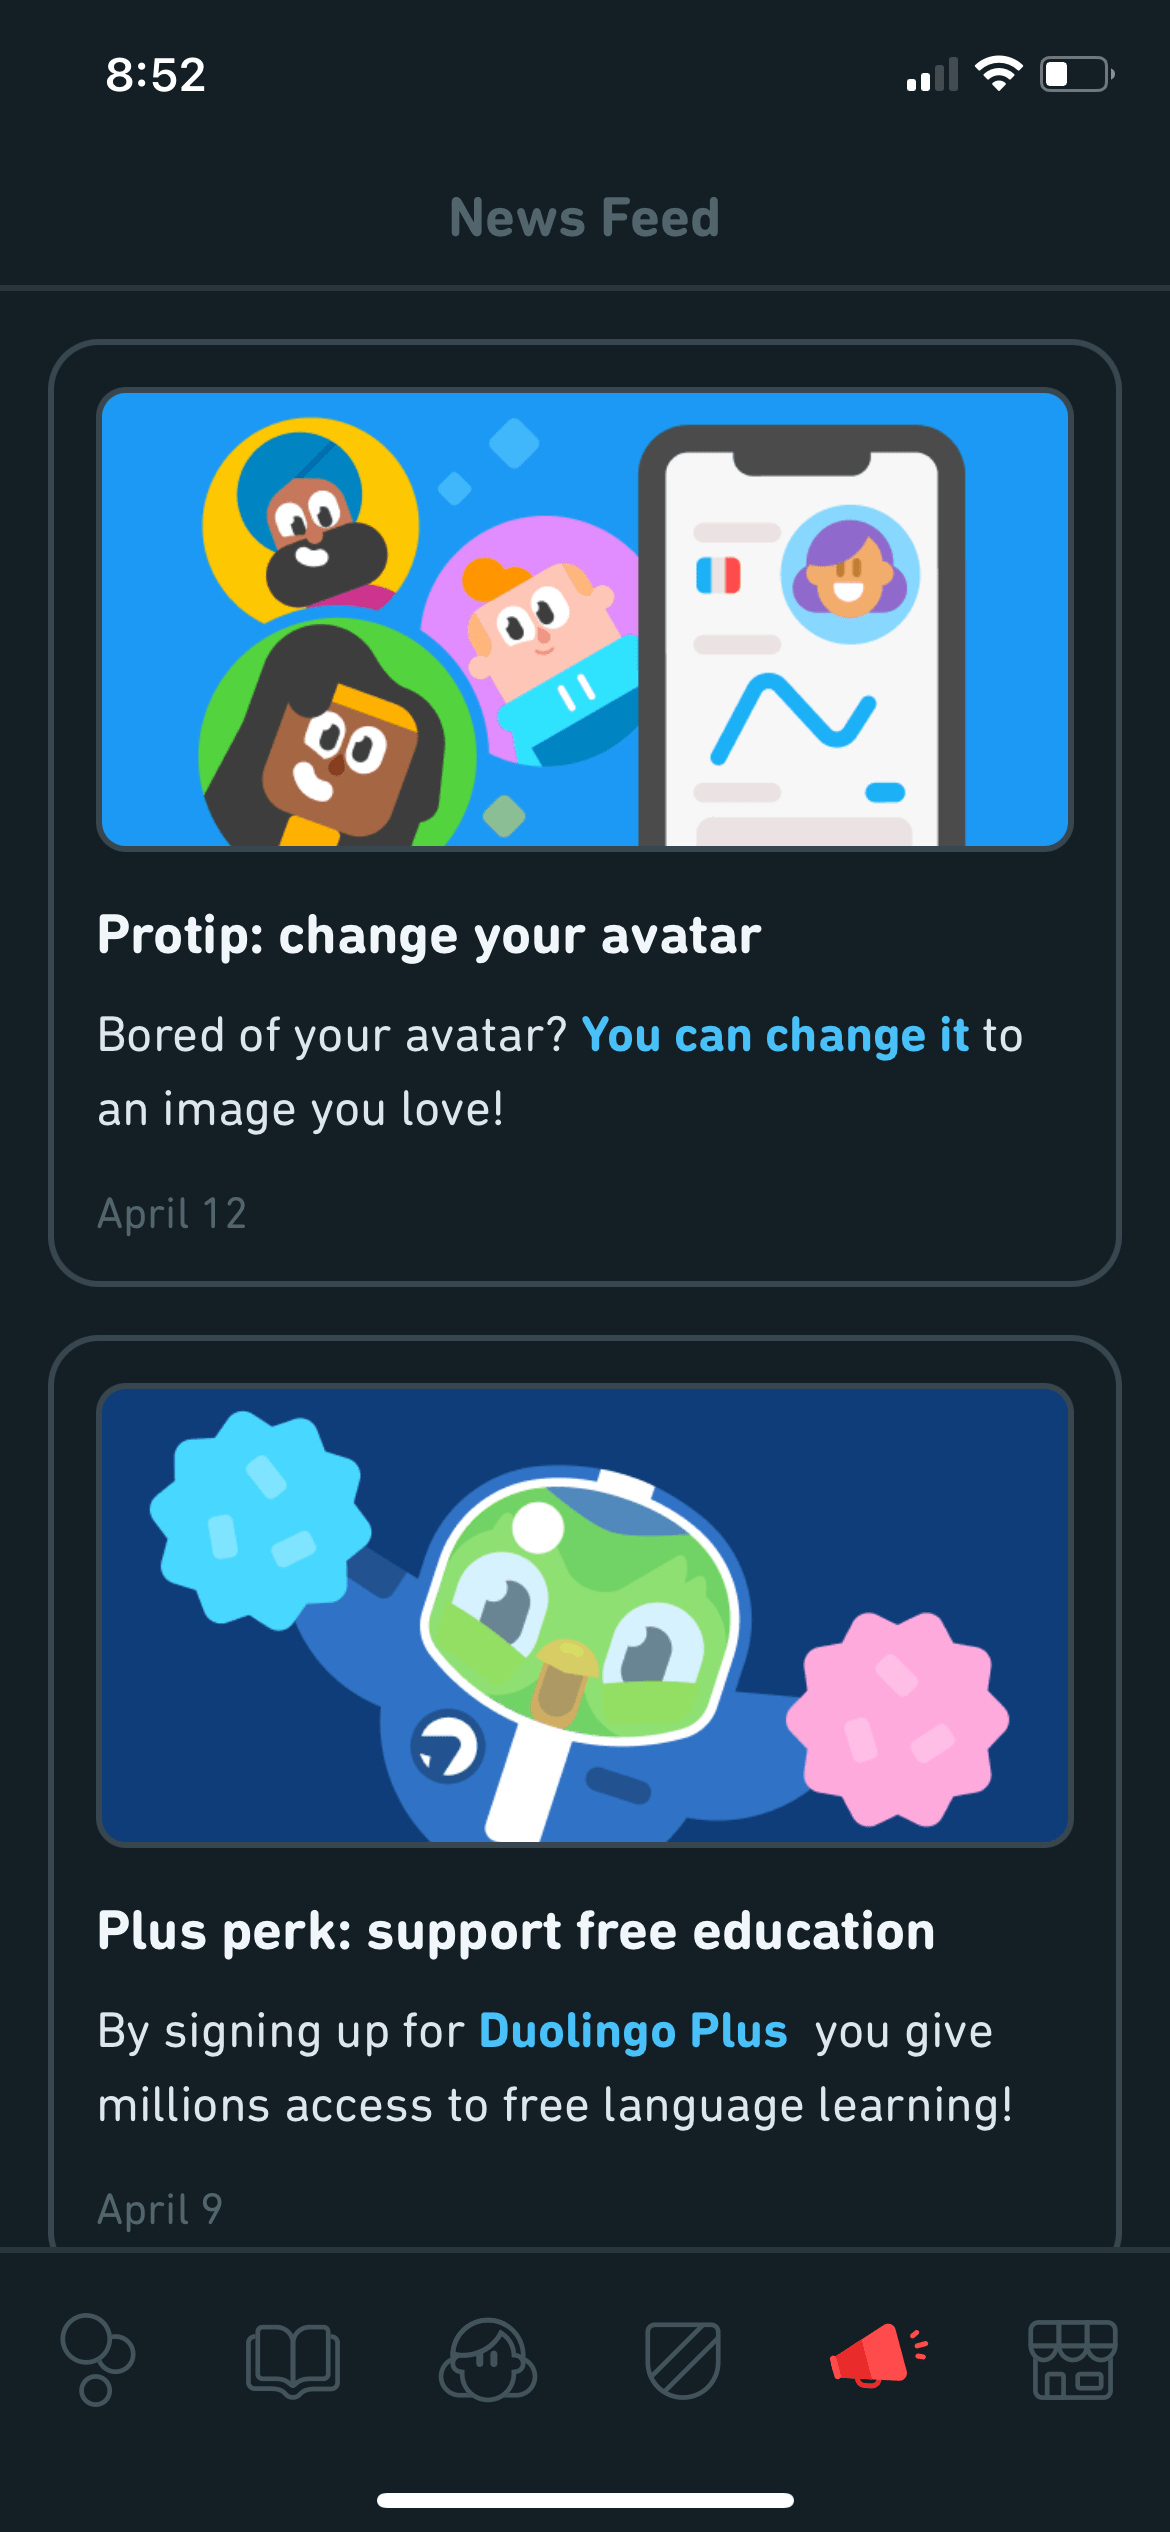 8:52
News Feed
Protip: change your avatar
Bored of your avatar? You can change it to
an image you love!
April 12
Plus perk: support free education
By signing up for Duolingo Plus you give
millions access to free language learning!
April 9